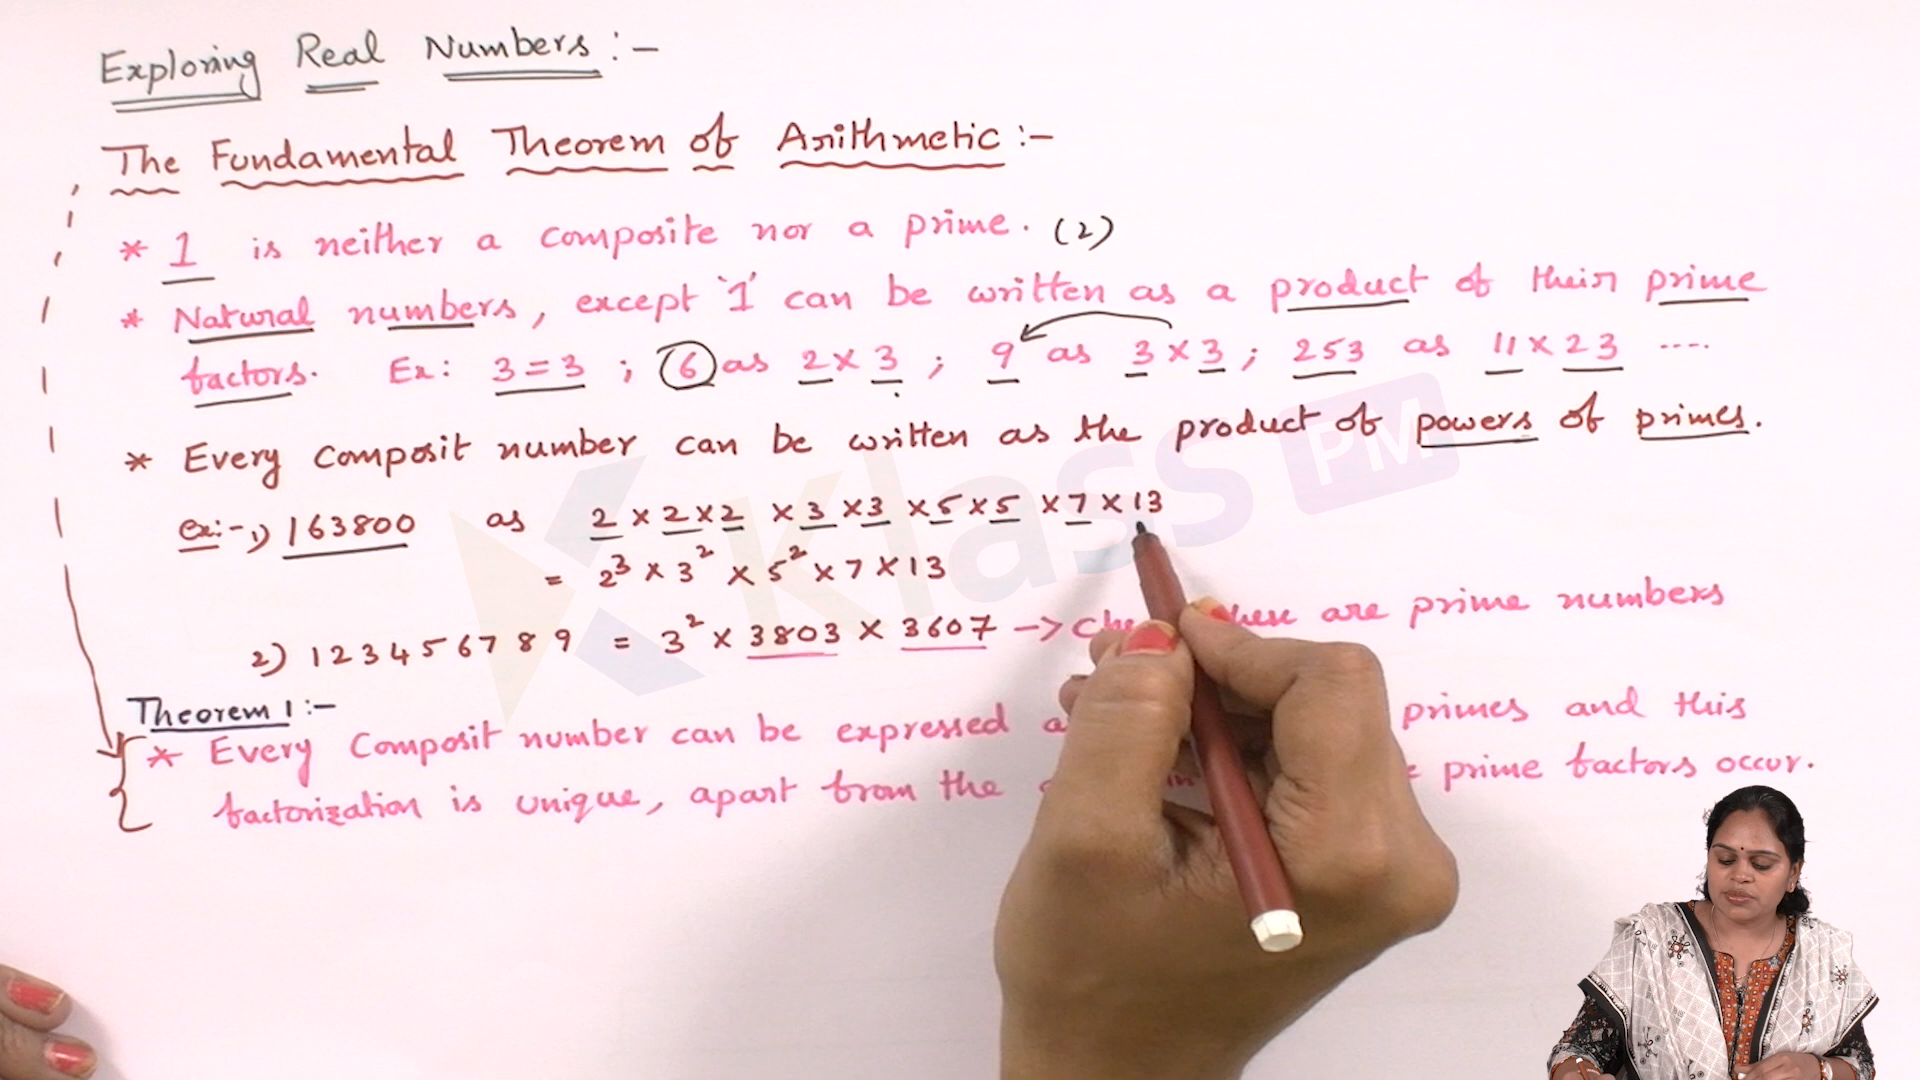 Exploring Real Numbers:-
The Fundamental Theorem of Arithmetic:-
* 1 is neither a composite nor a prime. (2)
* Natural numbers, except '1' can be written as a product of their prime
factors. Ex: 3=3 ; 6 as 2×3 ; 9 as 3×3; 253 as 11×23 ....
* Every Composit number can be written as the product of powers of primes.
ex:-1) 163800 as 2×2×2×3×3×5×5×7×13
= 2³×3²×5²×7×13
2) 123456789 = 3²×3803×3607 → are prime numbers
Theorem 1:-
* Every Composit number can be expressed primes and this
factorization is unique, apart from the prime factors occur.
Klass PM